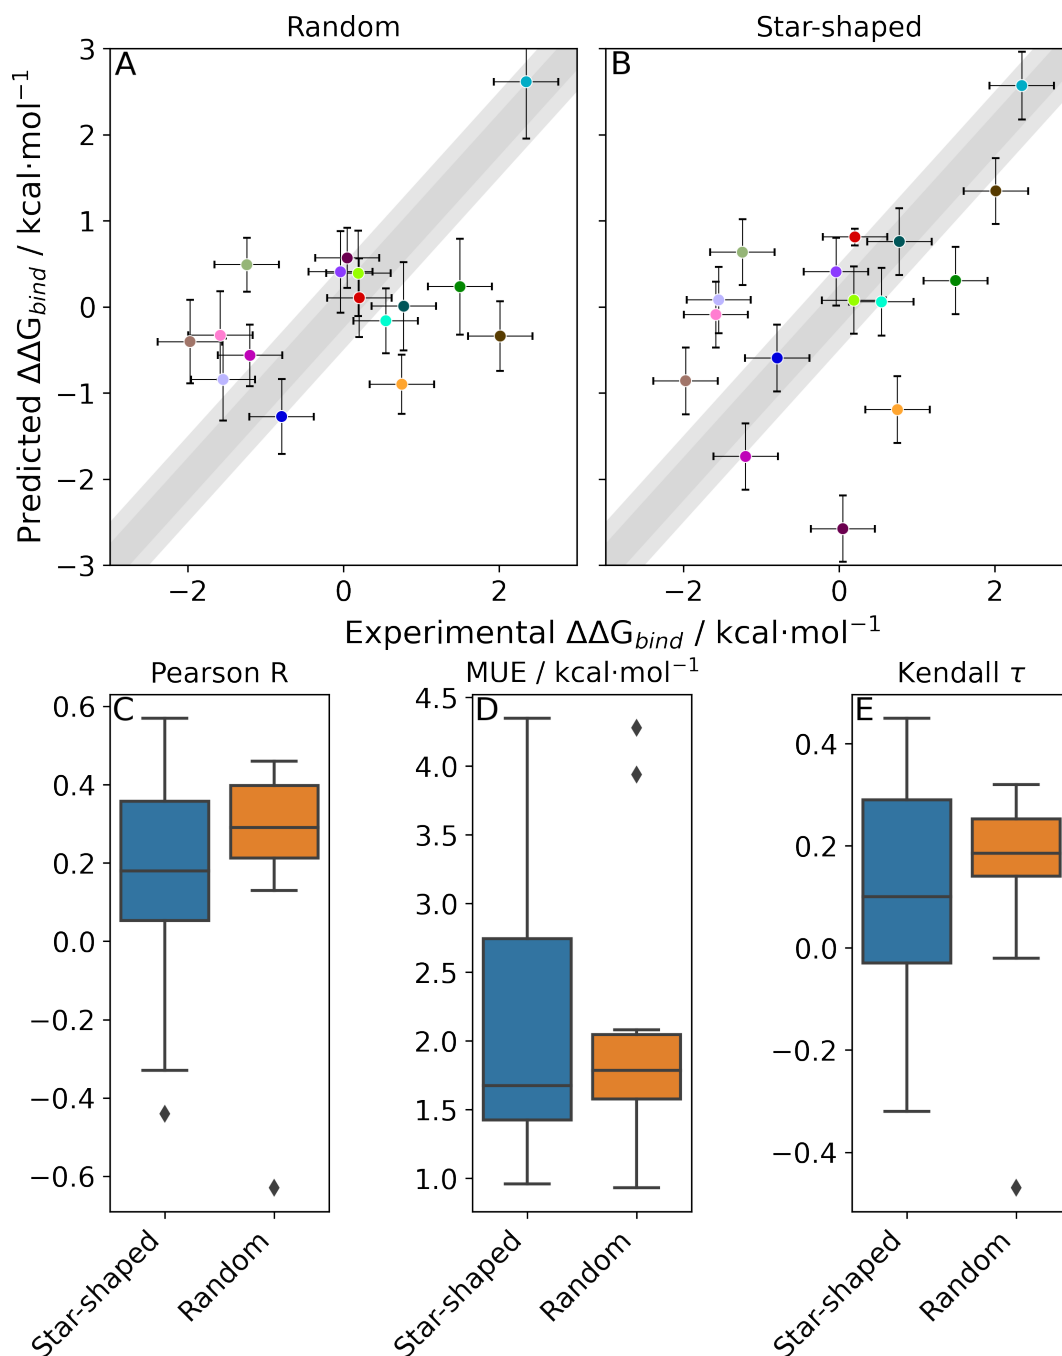 Random
Star-shaped
A
B
Predicted ΔΔG_bind / kcal·mol⁻¹
3
2
1
0
−1
−2
−3
−2
0
2
−2
0
2
Experimental ΔΔG_bind / kcal·mol⁻¹
Pearson R
MUE / kcal·mol⁻¹
Kendall τ
C
D
E
0.6
0.4
0.2
0.0
−0.2
−0.4
−0.6
4.5
4.0
3.5
3.0
2.5
2.0
1.5
1.0
0.4
0.2
0.0
−0.2
−0.4
Star-shaped
Random
Star-shaped
Random
Star-shaped
Random